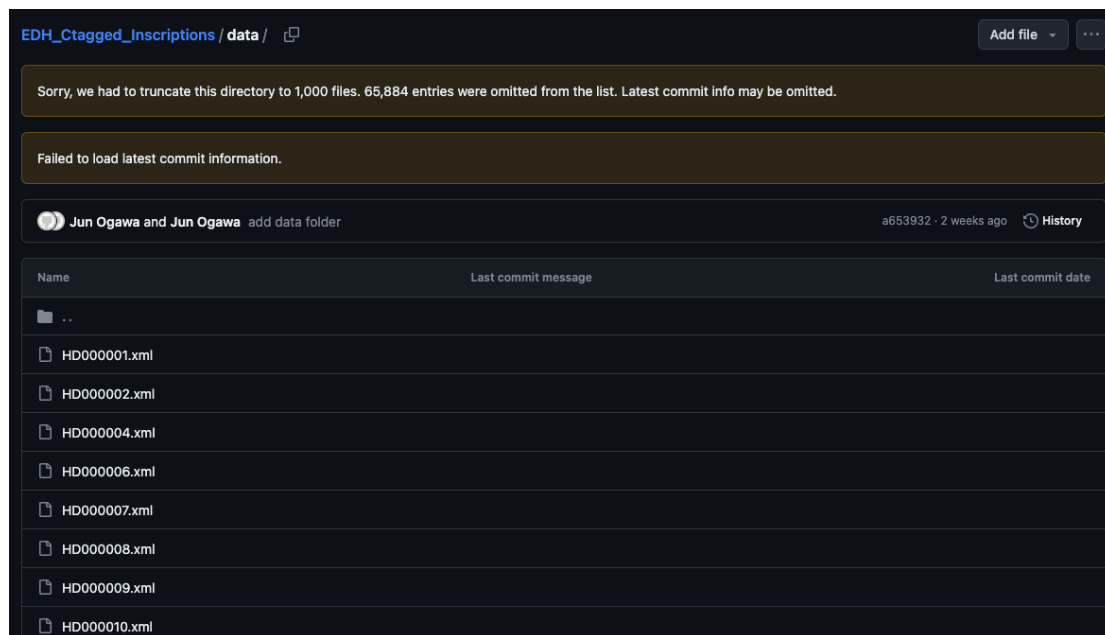 EDH_Ctagged_Inscriptions / data /
Add file
Sorry, we had to truncate this directory to 1,000 files. 65,884 entries were omitted from the list. Latest commit info may be omitted.
Failed to load latest commit information.
Jun Ogawa and Jun Ogawa add data folder a653932 · 2 weeks ago History
Name Last commit message Last commit date
..
HD000001.xml
HD000002.xml
HD000004.xml
HD000006.xml
HD000007.xml
HD000008.xml
HD000009.xml
HD000010.xml